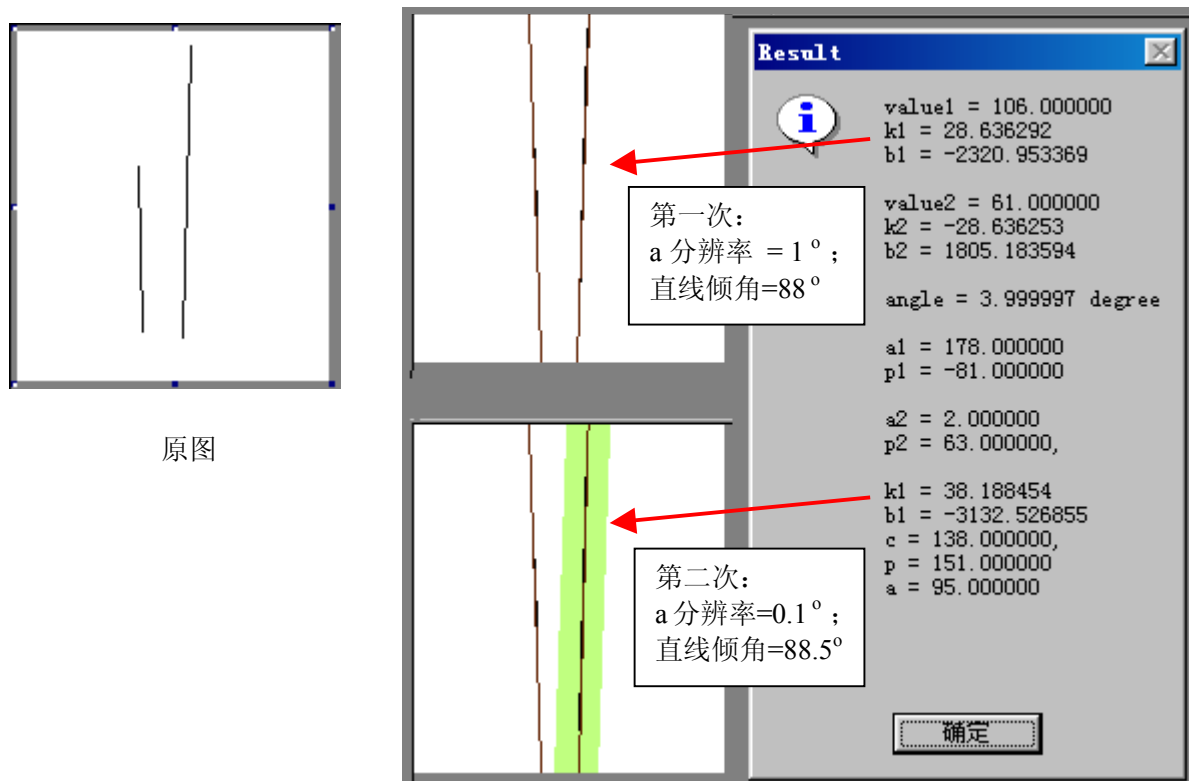 原图
第一次：
a 分辨率 = 1 º；
直线倾角=88º
第二次：
a 分辨率=0.1º；
直线倾角=88.5º
Result
value1 = 106.000000
k1 = 28.636292
b1 = -2320.953369
value2 = 61.000000
k2 = -28.636253
b2 = 1805.183594
angle = 3.999997 degree
a1 = 178.000000
p1 = -81.000000
a2 = 2.000000
p2 = 63.000000,
k1 = 38.188454
b1 = -3132.526855
c = 138.000000,
p = 151.000000
a = 95.000000
确定